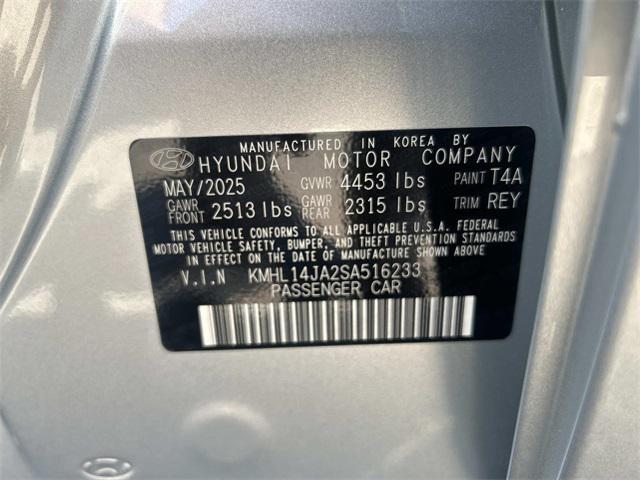 MANUFACTURED IN KOREA BY
HYUNDAI MOTOR COMPANY
MAY/2025 GVWR 4453 lbs PAINT T4A
GAWR FRONT 2513 lbs GAWR REAR 2315 lbs TRIM REY
THIS VEHICLE CONFORMS TO ALL APPLICABLE U.S.A. FEDERAL
MOTOR VEHICLE SAFETY, BUMPER, AND THEFT PREVENTION STANDARDS
IN EFFECT ON THE DATE OF MANUFACTURE SHOWN ABOVE
V.I.N KMHL14JA2SA516233
PASSENGER CAR